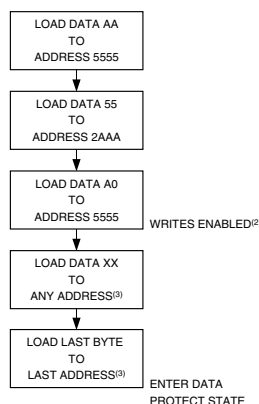 LOAD DATA AA
TO
ADDRESS 5555
LOAD DATA 55
TO
ADDRESS 2AAA
LOAD DATA A0
TO
ADDRESS 5555
WRITES ENABLED(2
LOAD DATA XX
TO
ANY ADDRESS(3)
LOAD LAST BYTE
TO
LAST ADDRESS(3)
ENTER DATA
PROTECT STATE